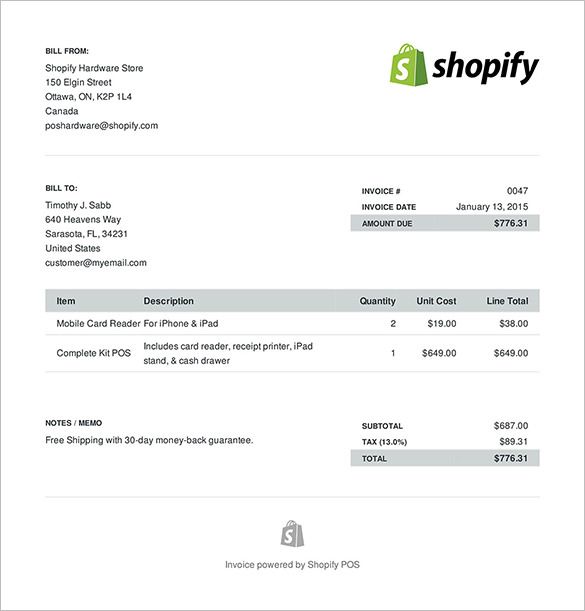 BILL FROM:
Shopify Hardware Store
150 Elgin Street
Ottawa, ON, K2P 1L4
Canada
poshardware@shopify.com
shopify
BILL TO:
Timothy J. Sabb
640 Heavens Way
Sarasota, FL, 34231
United States
customer@myemail.com
INVOICE # 0047
INVOICE DATE January 13, 2015
AMOUNT DUE $776.31
Item Description Quantity Unit Cost Line Total
Mobile Card Reader For iPhone & iPad 2 $19.00 $38.00
Complete Kit POS Includes card reader, receipt printer, iPad 1 $649.00 $649.00
stand, & cash drawer
NOTES / MEMO
Free Shipping with 30-day money-back guarantee.
SUBTOTAL $687.00
TAX (13.0%) $89.31
TOTAL $776.31
Invoice powered by Shopify POS